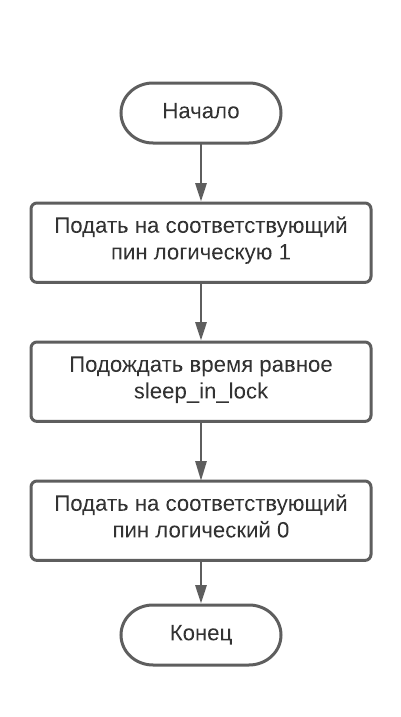 Начало
Подать на соответствующий
пин логическую 1
Подождать время равное
sleep_in_lock
Подать на соответствующий
пин логический 0
Конец